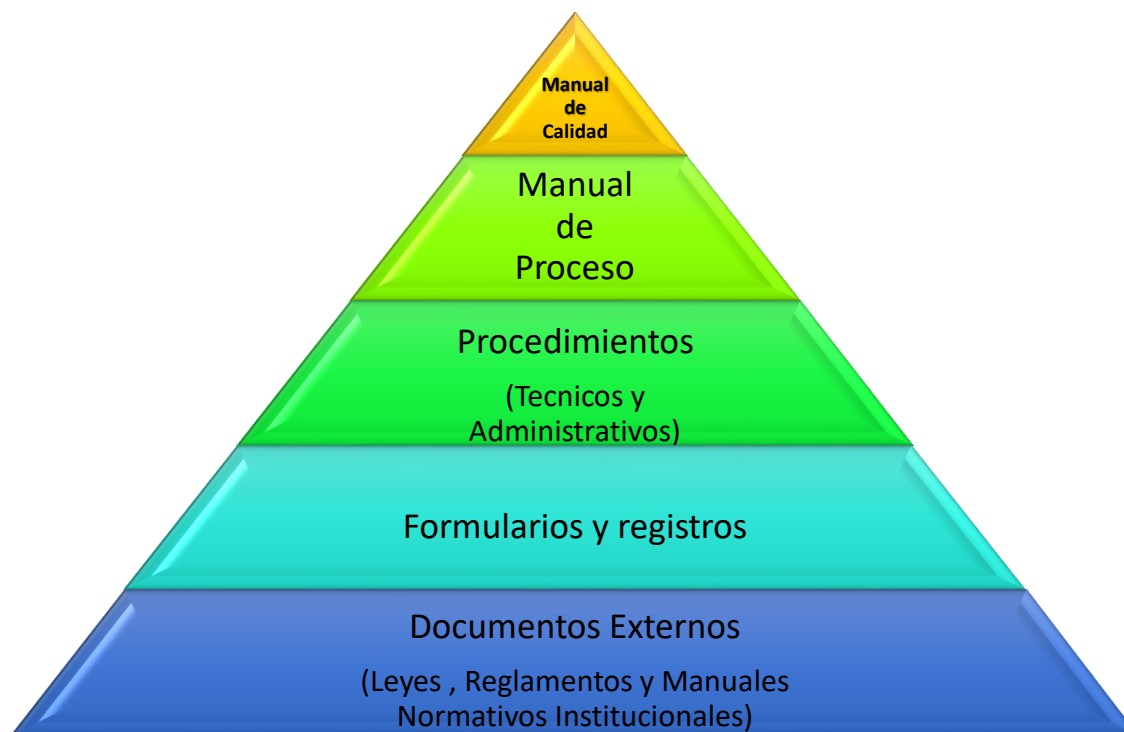 Manual
de
Calidad
Manual
de
Proceso
Procedimientos
(Tecnicos y
Administrativos)
Formularios y registros
Documentos Externos
(Leyes , Reglamentos y Manuales
Normativos Institucionales)